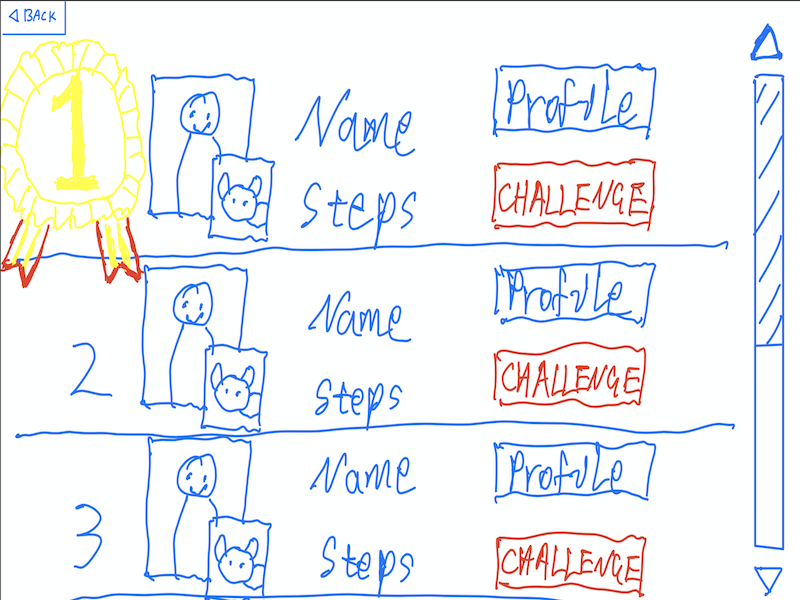 BACK
1
Name
Profile
Steps
CHALLENGE
2
Name
Profile
Steps
CHALLENGE
3
Name
Profile
Steps
CHALLENGE